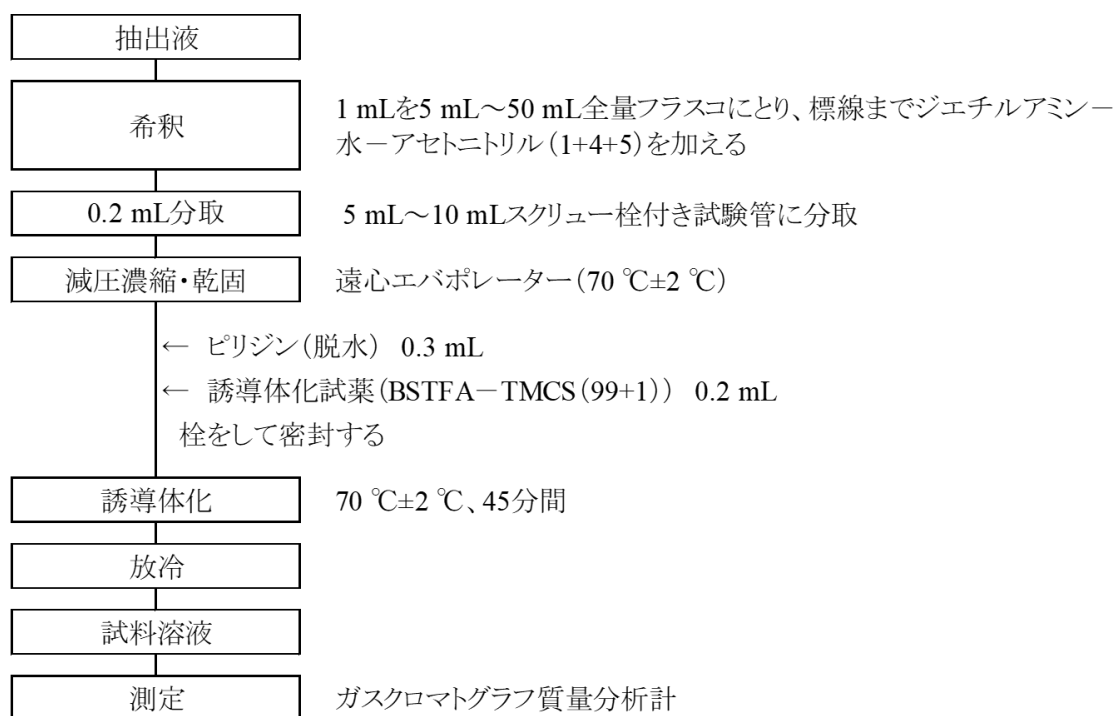 抽出液
希釈
1 mLを5 mL～50 mL全量フラスコにとり、標線までジエチルアミン－
水－アセトニトリル（1+4+5）を加える
0.2 mL分取
5 mL～10 mLスクリュー栓付き試験管に分取
減圧濃縮・乾固
遠心エバポレーター（70 ℃±2 ℃）
← ピリジン（脱水） 0.3 mL
← 誘導体化試薬（BSTFA－TMCS（99+1）） 0.2 mL
栓をして密封する
誘導体化
70 ℃±2 ℃、45分間
放冷
試料溶液
測定
ガスクロマトグラフ質量分析計